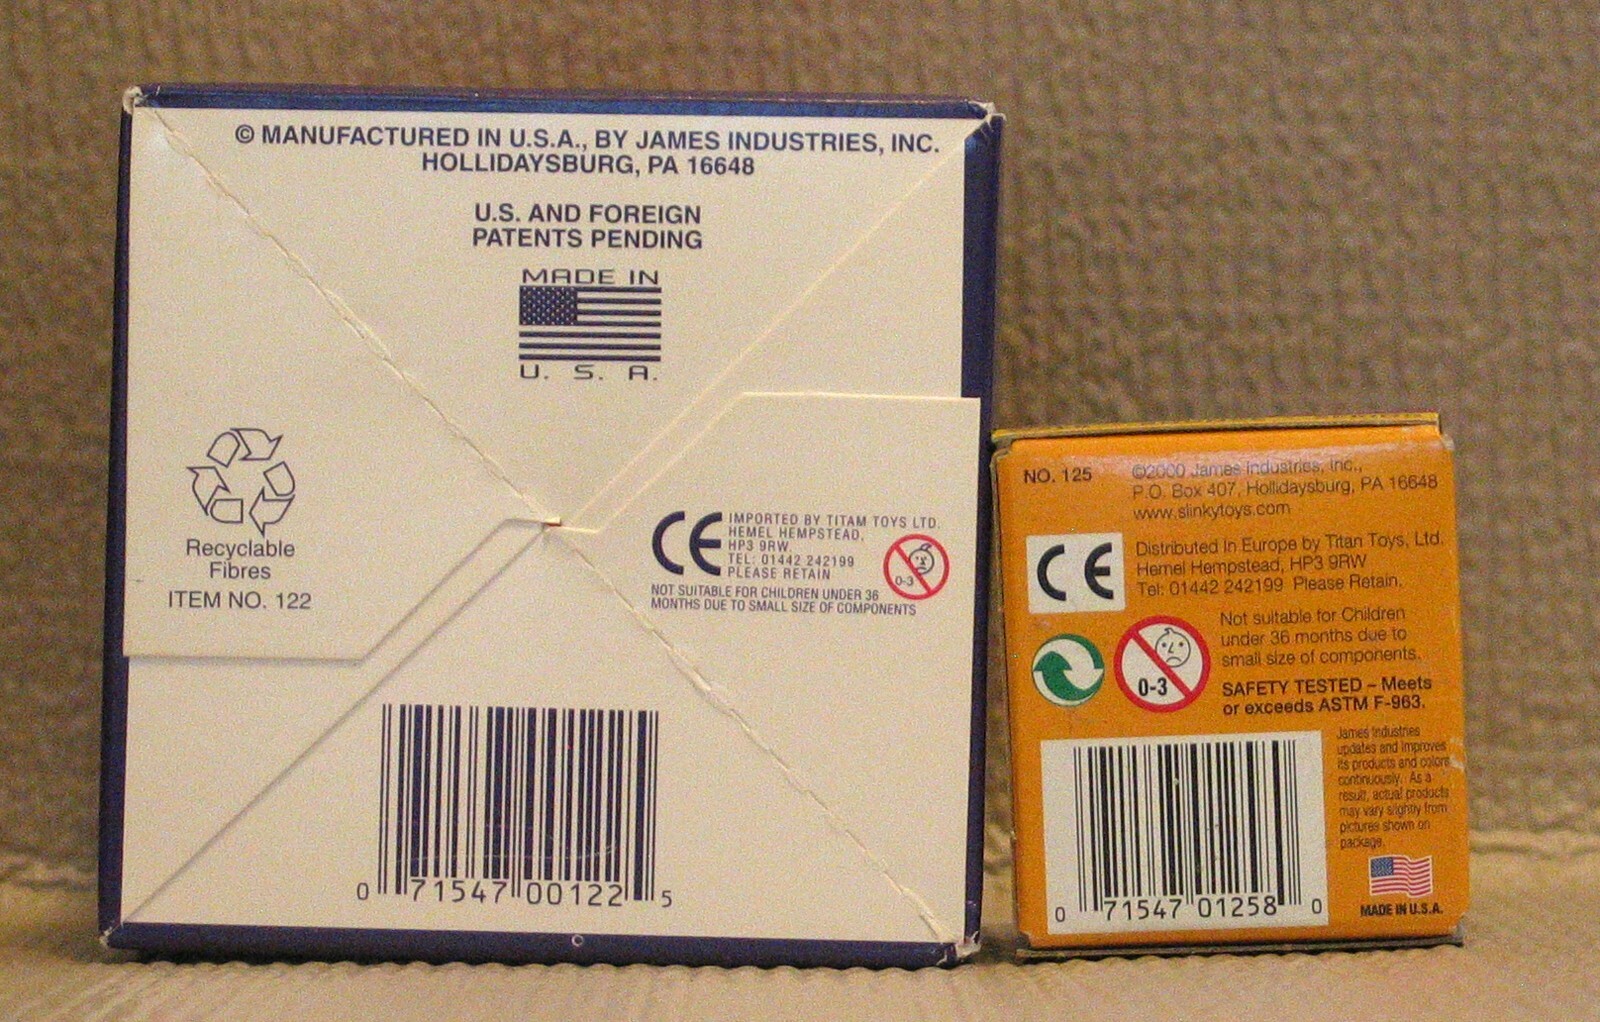 © MANUFACTURED IN U.S.A., BY JAMES INDUSTRIES, INC.
HOLLIDAYSBURG, PA 16648
U.S. AND FOREIGN
PATENTS PENDING
MADE IN
U. S. A.
Recyclable
Fibres
ITEM NO. 122
CE
IMPORTED BY TITAM TOYS LTD.
HEMEL HEMPSTEAD,
HP3 9RW.
TEL: 01442 242199
PLEASE RETAIN
0-3
NOT SUITABLE FOR CHILDREN UNDER 36
MONTHS DUE TO SMALL SIZE OF COMPONENTS
0 71547 00122 5
NO. 125
©2000 James Industries, Inc.,
P.O. Box 407, Hollidaysburg, PA 16648
www.slinkytoys.com
CE
Distributed in Europe by Titan Toys, Ltd.
Hemel Hempstead, HP3 9RW
Tel: 01442 242199 Please Retain.
0-3
Not suitable for Children
under 36 months due to
small size of components.
SAFETY TESTED – Meets
or exceeds ASTM F-963.
James Industries
updates and improves
its products and colors
continuously. As a
result, actual products
may vary slightly from
pictures shown on
package.
MADE IN U.S.A.
0 71547 01258 0